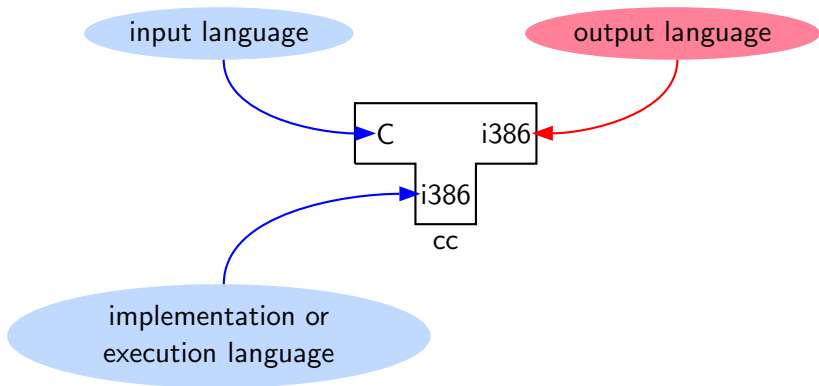 input language
output language
C
i386
i386
cc
implementation or
execution language